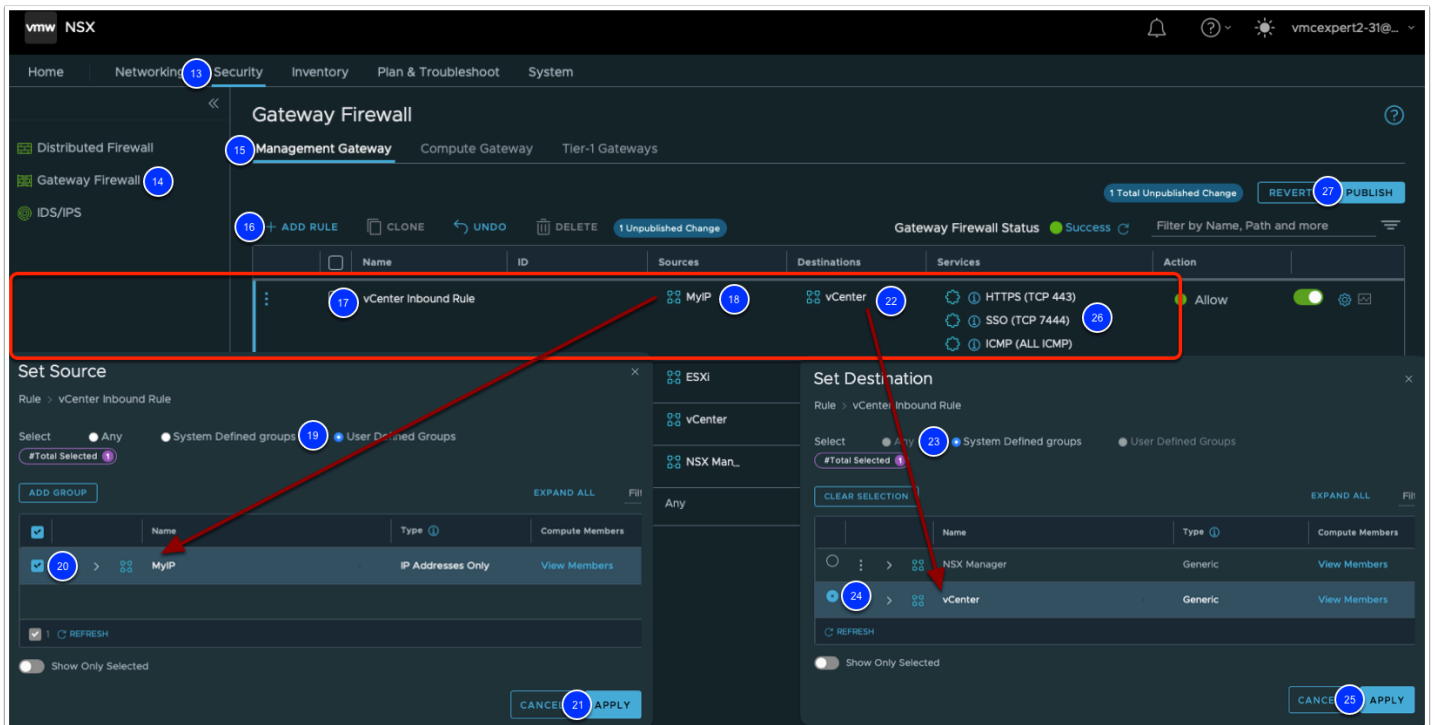 vmw NSX
vmcexpert2-31@...
Home Networking 13 Security Inventory Plan & Troubleshoot System
Gateway Firewall
15 Management Gateway Compute Gateway Tier-1 Gateways
Distributed Firewall
Gateway Firewall 14
IDS/IPS
1 Total Unpublished Change REVERT 27 PUBLISH
16 + ADD RULE CLONE UNDO DELETE 1 Unpublished Change Gateway Firewall Status Success Filter by Name, Path and more
Name ID Sources Destinations Services Action
17 vCenter Inbound Rule MyIP 18 vCenter 22 HTTPS (TCP 443) Allow
SSO (TCP 7444) 26
ICMP (ALL ICMP)
Set Source
Rule > vCenter Inbound Rule
Select Any System Defined groups 19 User Defined Groups
#Total Selected 1
ADD GROUP EXPAND ALL Filt
Name Type Compute Members
20 MyIP IP Addresses Only View Members
1 REFRESH
Show Only Selected
CANCEL 21 APPLY
ESXi
vCenter
NSX Man...
Any
Set Destination
Rule > vCenter Inbound Rule
Select Any 23 System Defined groups User Defined Groups
#Total Selected 1
CLEAR SELECTION EXPAND ALL Filt
Name Type Compute Members
NSX Manager Generic View Members
24 vCenter Generic View Members
REFRESH
Show Only Selected
CANCEL 25 APPLY